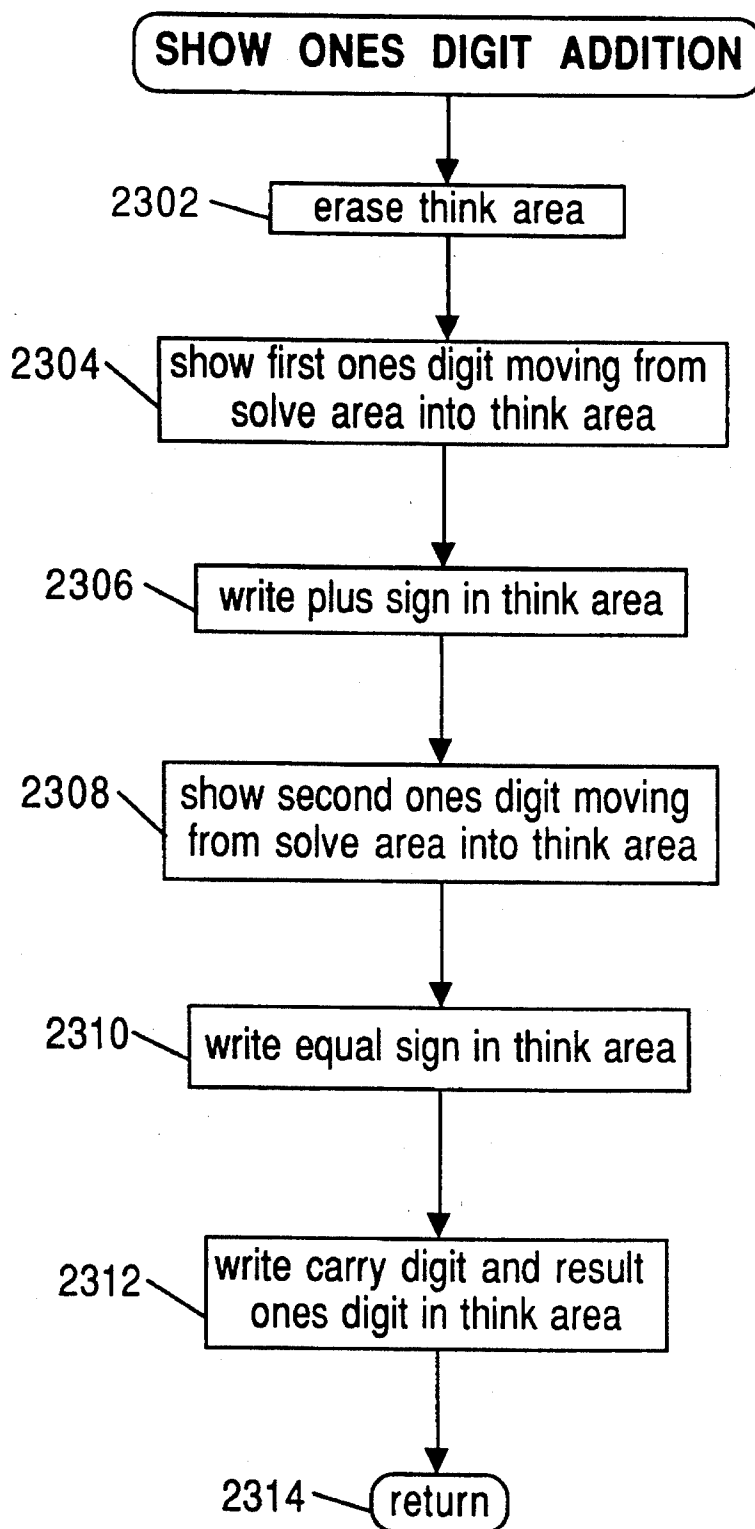 SHOW ONES DIGIT ADDITION
2302
erase think area
2304
show first ones digit moving from
solve area into think area
2306
write plus sign in think area
2308
show second ones digit moving
from solve area into think area
2310
write equal sign in think area
2312
write carry digit and result
ones digit in think area
2314
return